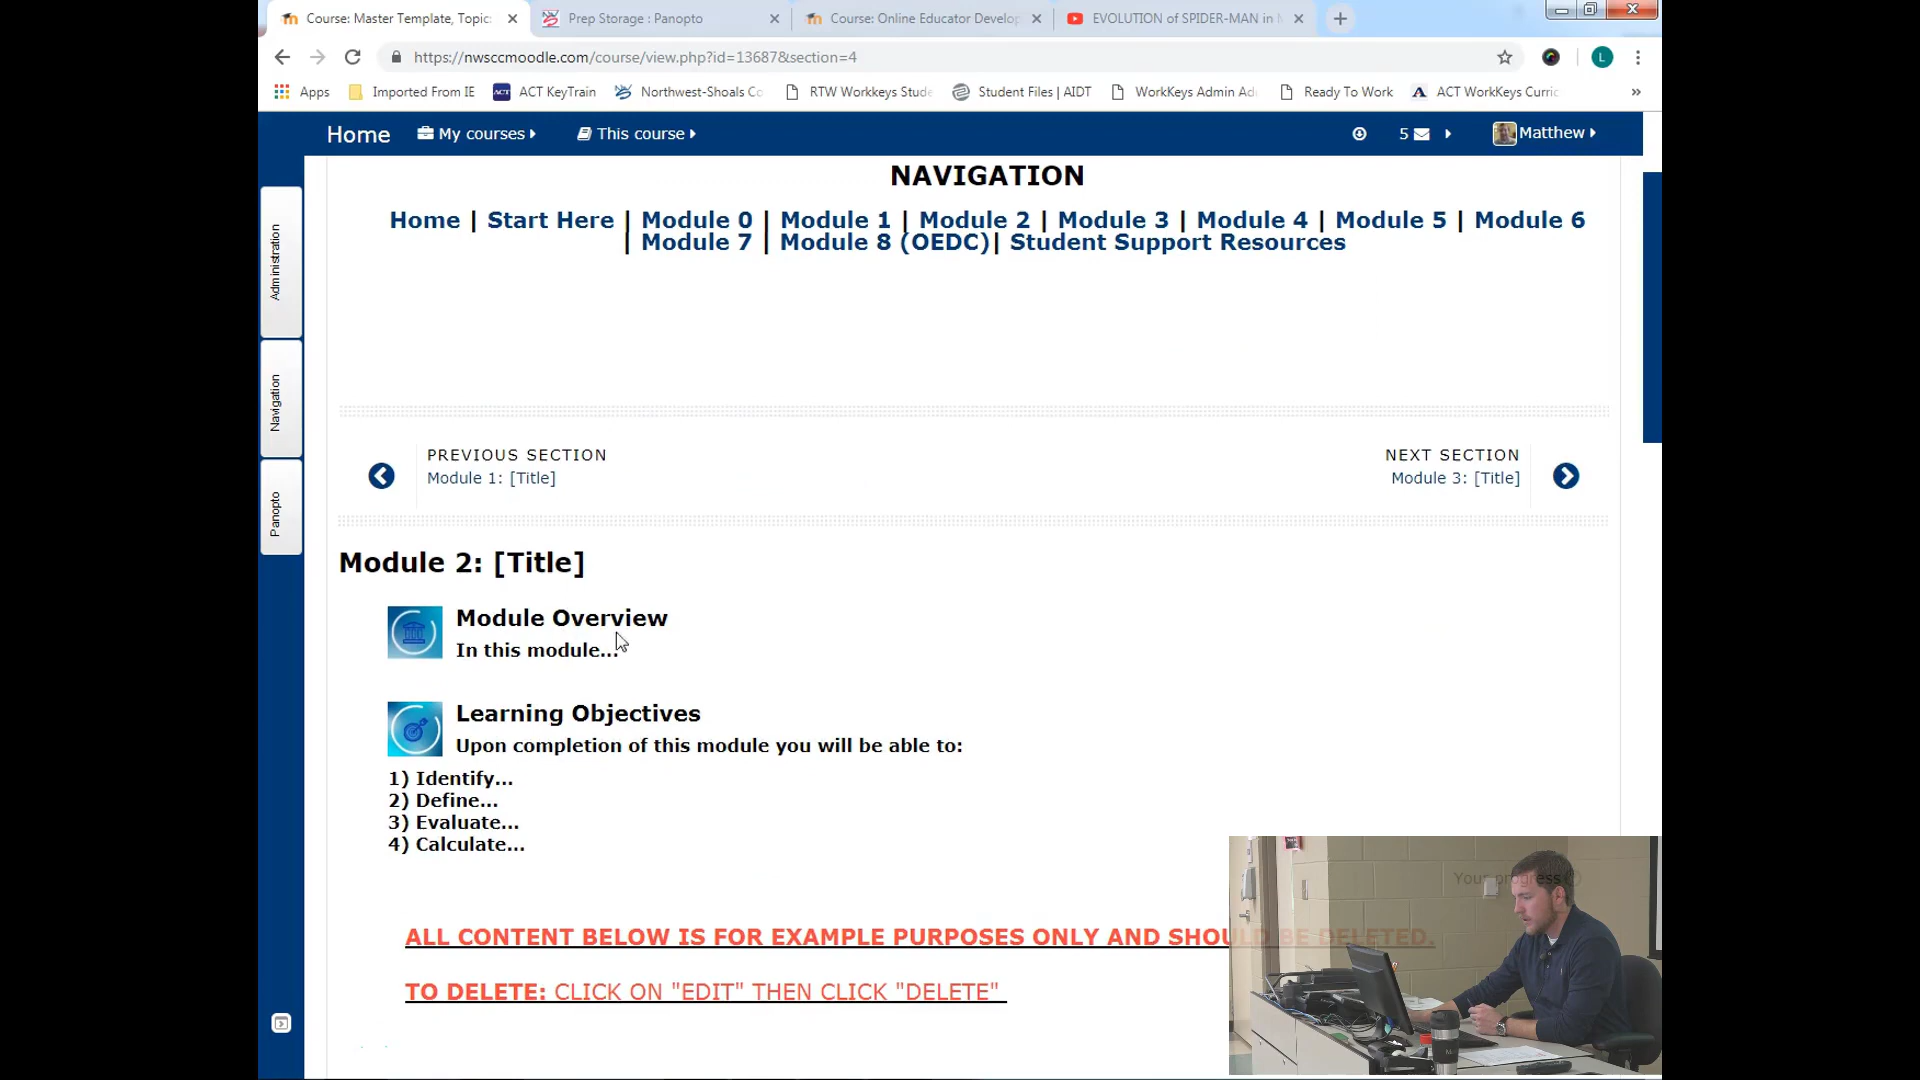 Course: Master Template, Topic:
Prep Storage : Panopto
Course: Online Educator Develop
EVOLUTION of SPIDER-MAN in
https://nwsccmoodle.com/course/view.php?id=13687&section=4
L
Apps
Imported From IE
ACT KeyTrain
Northwest-Shoals Co
RTW Workkeys Stude
Student Files | AIDT
WorkKeys Admin Ad
Ready To Work
ACT WorkKeys Curric
»
Home
My courses
This course
5
Matthew
Administration
Navigation
Panopto
NAVIGATION
Home | Start Here | Module 0 | Module 1 | Module 2 | Module 3 | Module 4 | Module 5 | Module 6
| Module 7 | Module 8 (OEDC)| Student Support Resources
PREVIOUS SECTION
Module 1: [Title]
NEXT SECTION
Module 3: [Title]
Module 2: [Title]
Module Overview
In this module...
Learning Objectives
Upon completion of this module you will be able to:
1) Identify...
2) Define...
3) Evaluate...
4) Calculate...
Your progress
ALL CONTENT BELOW IS FOR EXAMPLE PURPOSES ONLY AND SHOULD BE DELETED.
TO DELETE: CLICK ON "EDIT" THEN CLICK "DELETE"